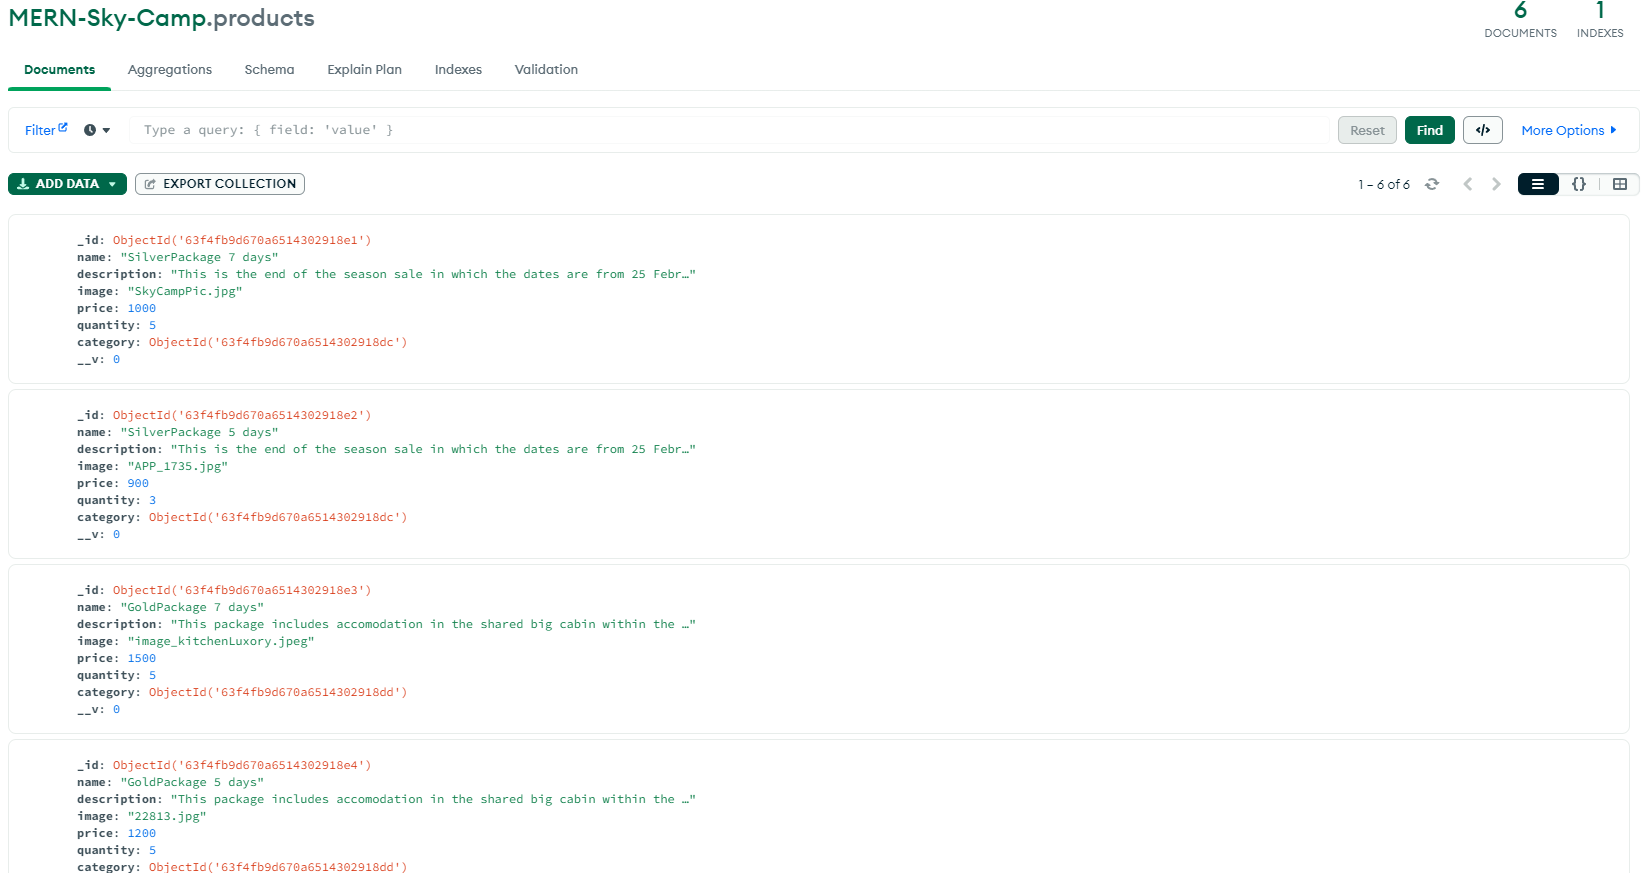 MERN-Sky-Camp.products
6 1
DOCUMENTS INDEXES
Documents Aggregations Schema Explain Plan Indexes Validation
Filter Type a query: { field: 'value' } Reset Find </> More Options
ADD DATA EXPORT COLLECTION 1 – 6 of 6 {}
_id: ObjectId('63f4fb9d670a6514302918e1')
name: "SilverPackage 7 days"
description: "This is the end of the season sale in which the dates are from 25 Febr…"
image: "SkyCampPic.jpg"
price: 1000
quantity: 5
category: ObjectId('63f4fb9d670a6514302918dc')
__v: 0
_id: ObjectId('63f4fb9d670a6514302918e2')
name: "SilverPackage 5 days"
description: "This is the end of the season sale in which the dates are from 25 Febr…"
image: "APP_1735.jpg"
price: 900
quantity: 3
category: ObjectId('63f4fb9d670a6514302918dc')
__v: 0
_id: ObjectId('63f4fb9d670a6514302918e3')
name: "GoldPackage 7 days"
description: "This package includes accomodation in the shared big cabin within the …"
image: "image_kitchenLuxory.jpeg"
price: 1500
quantity: 5
category: ObjectId('63f4fb9d670a6514302918dd')
__v: 0
_id: ObjectId('63f4fb9d670a6514302918e4')
name: "GoldPackage 5 days"
description: "This package includes accomodation in the shared big cabin within the …"
image: "22813.jpg"
price: 1200
quantity: 5
category: ObjectId('63f4fb9d670a6514302918dd')